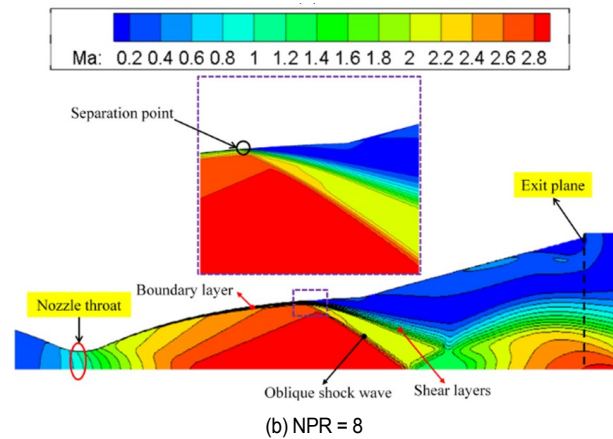 Ma: 0.2 0.4 0.6 0.8 1 1.2 1.4 1.6 1.8 2 2.2 2.4 2.6 2.8
Separation point
Exit plane
Boundary layer
Nozzle throat
Oblique shock wave
Shear layers
(b) NPR = 8